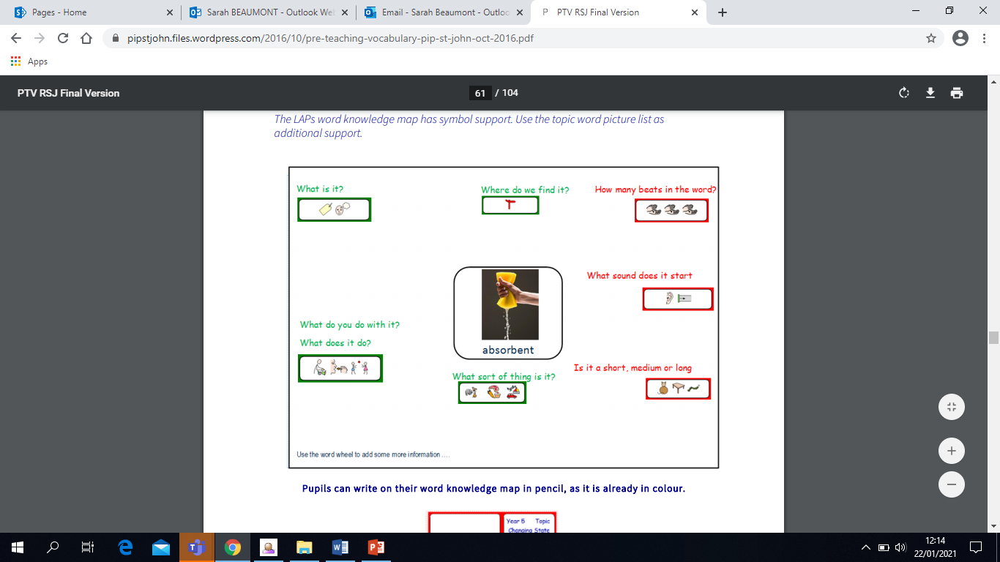 Pages - Home
Sarah BEAUMONT - Outlook Web
Email - Sarah Beaumont - Outloo
P PTV RSJ Final Version
pipstjohn.files.wordpress.com/2016/10/pre-teaching-vocabulary-pip-st-john-oct-2016.pdf
Apps
PTV RSJ Final Version
61 / 104
The LAPs word knowledge map has symbol support. Use the topic word picture list as
additional support.
What is it?
Where do we find it?
How many beats in the word?
What sound does it start
absorbent
What do you do with it?
What does it do?
What sort of thing is it?
Is it a short, medium or long
Use the word wheel to add some more information ....
Pupils can write on their word knowledge map in pencil, as it is already in colour.
Year 5 Topic
Changing State
12:14
22/01/2021